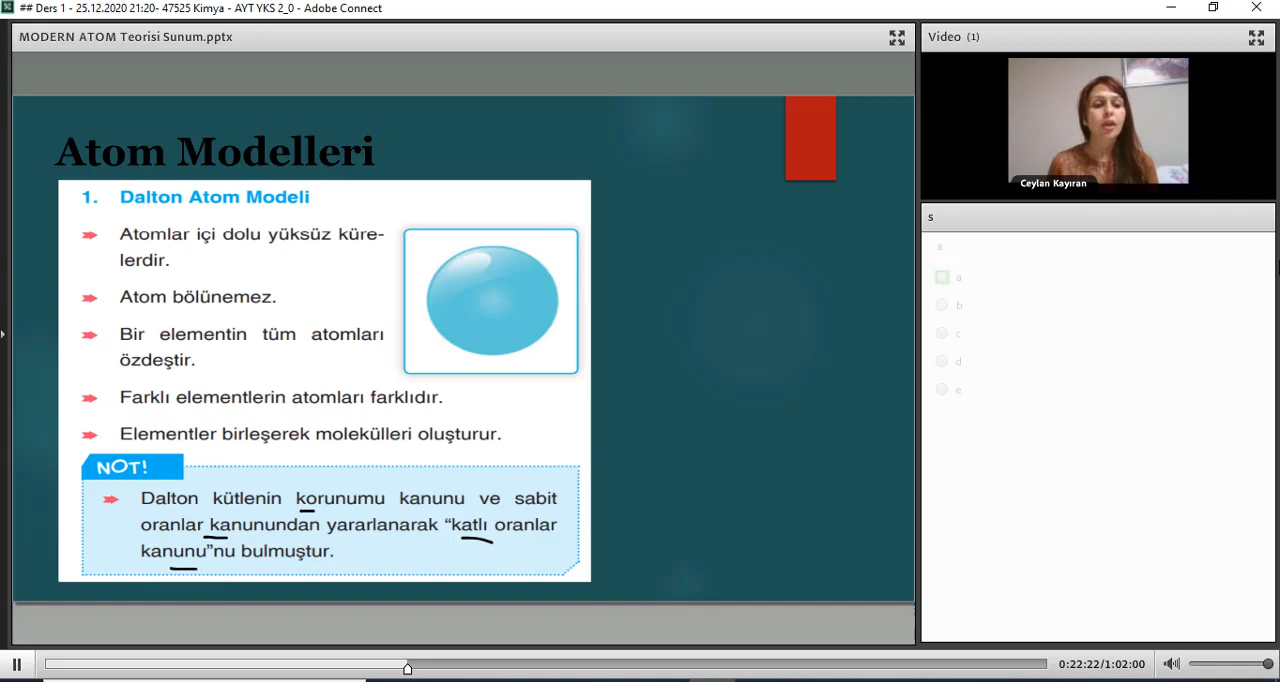 ## Ders 1 - 25.12.2020 21:20- 47525 Kimya - AYT YKS 2_0 - Adobe Connect
MODERN ATOM Teorisi Sunum.pptx
Atom Modelleri
1. Dalton Atom Modeli
Atomlar içi dolu yüksüz küre-
lerdir.
Atom bölünemez.
Bir elementin tüm atomları
özdeştir.
Farklı elementlerin atomları farklıdır.
Elementler birleşerek molekülleri oluşturur.
NOT!
Dalton kütlenin korunumu kanunu ve sabit
oranlar kanunundan yararlanarak “katlı oranlar
kanunu”nu bulmuştur.
Video (1)
Ceylan Kayıran
s
s
a
b
c
d
e
0:22:22/1:02:00